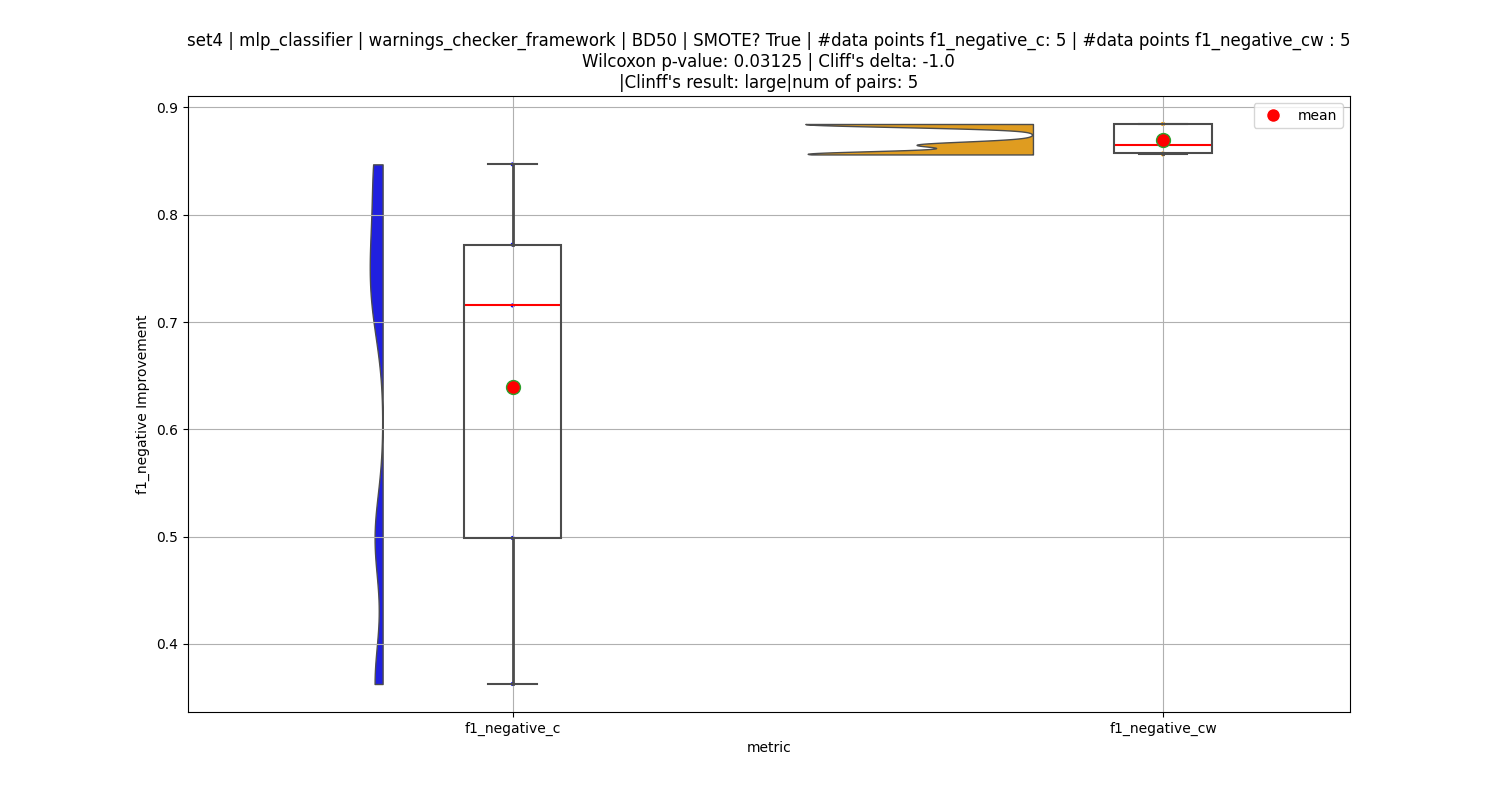 set4 | mlp_classifier | warnings_checker_framework | BD50 | SMOTE? True | #data points f1_negative_c: 5 | #data points f1_negative_cw : 5
Wilcoxon p-value: 0.03125 | Cliff's delta: -1.0
|Clinff's result: large|num of pairs: 5
mean
0.9
0.8
0.7
0.6
0.5
0.4
f1_negative Improvement
f1_negative_c
f1_negative_cw
metric